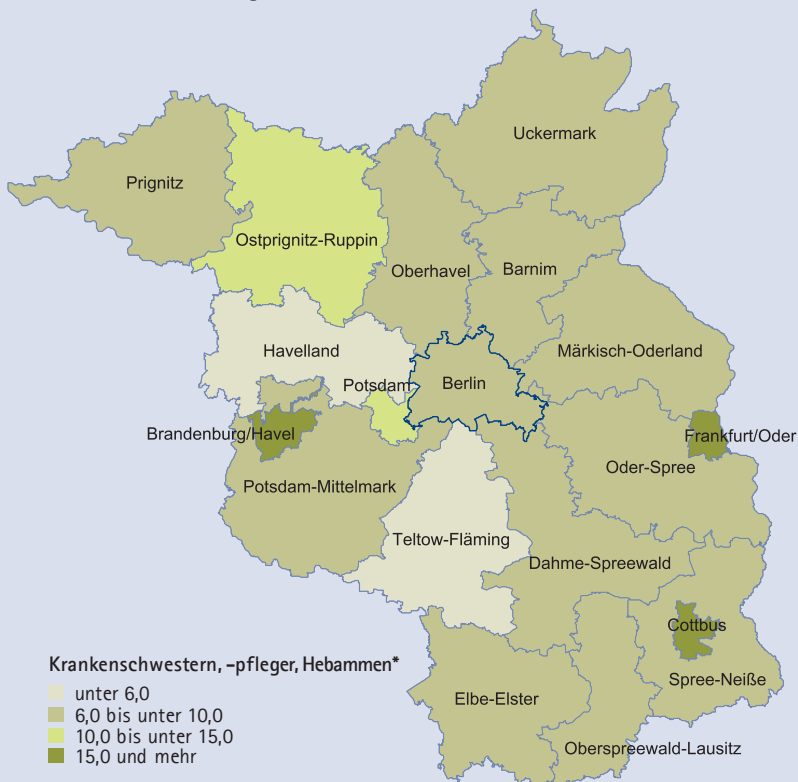 Uckermark
Prignitz
Ostprignitz-Ruppin
Oberhavel
Barnim
Havelland
Märkisch-Oderland
Potsdam
Berlin
Brandenburg/Havel
Frankfurt/Oder
Oder-Spree
Potsdam-Mittelmark
Teltow-Fläming
Dahme-Spreewald
Cottbus
Spree-Neiße
Elbe-Elster
Oberspreewald-Lausitz
Krankenschwestern, -pfleger, Hebammen*
unter 6,0
6,0 bis unter 10,0
10,0 bis unter 15,0
15,0 und mehr